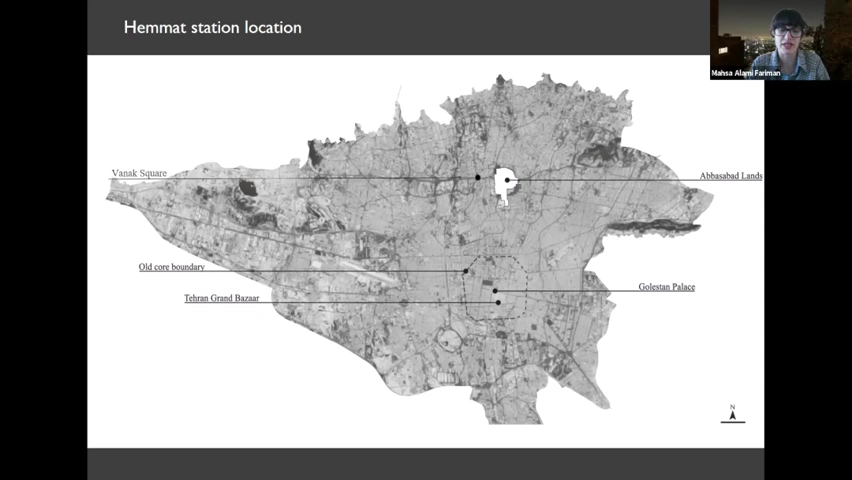 Hemmat station location
Mahsa Alami Fariman
Vanak Square
Abbasabad Lands
Old core boundary
Golestan Palace
Tehran Grand Bazaar
N